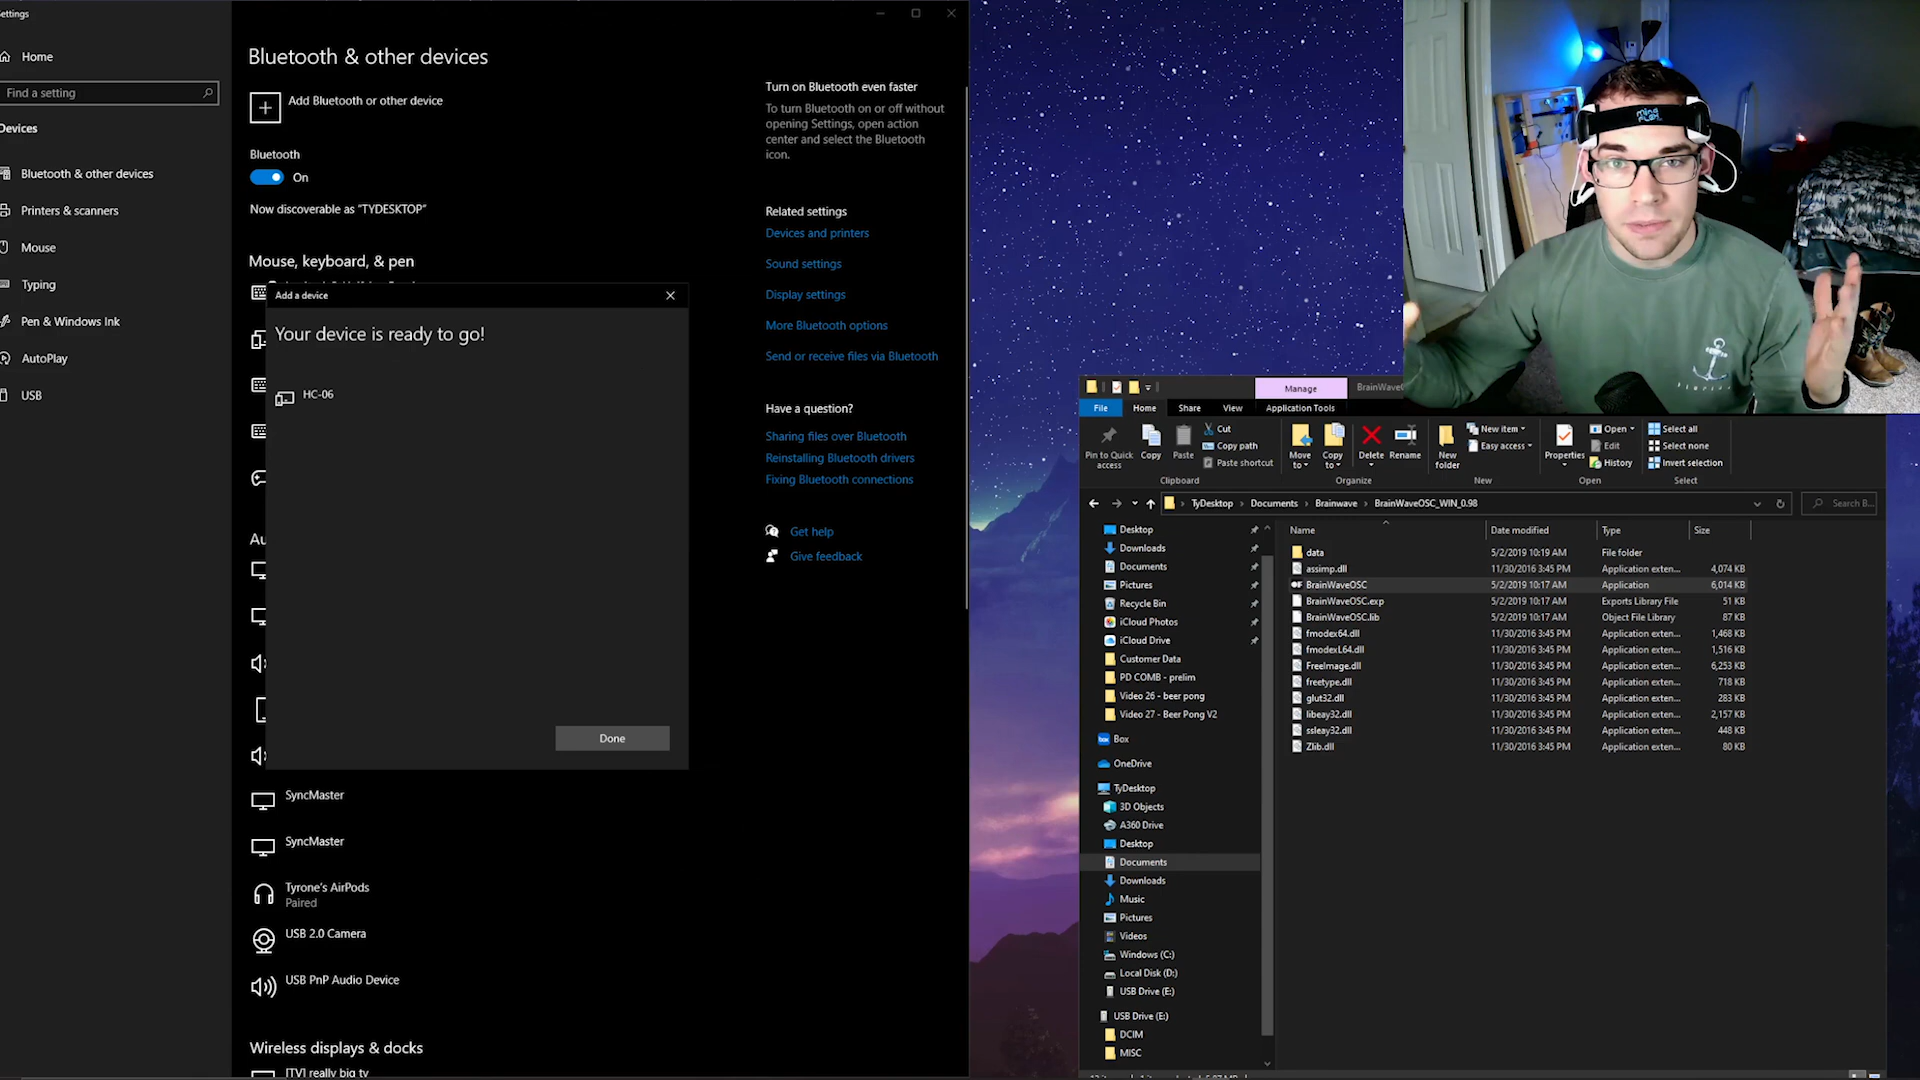 ettings
Home
Find a setting
Devices
Bluetooth & other devices
Printers & scanners
Mouse
Typing
Pen & Windows Ink
AutoPlay
USB
Bluetooth & other devices
Add Bluetooth or other device
Bluetooth
On
Now discoverable as "TYDESKTOP"
Mouse, keyboard, & pen
Add a device
Your device is ready to go!
HC-06
Done
Au
SyncMaster
SyncMaster
Tyrone's AirPods
Paired
USB 2.0 Camera
USB PnP Audio Device
Wireless displays & docks
[TV] really big tv
Turn on Bluetooth even faster
To turn Bluetooth on or off without
opening Settings, open action
center and select the Bluetooth
icon.
Related settings
Devices and printers
Sound settings
Display settings
More Bluetooth options
Send or receive files via Bluetooth
Have a question?
Sharing files over Bluetooth
Reinstalling Bluetooth drivers
Fixing Bluetooth connections
Get help
Give feedback
Manage
BrainWaveO
File Home Share View Application Tools
Pin to Quick
access
Copy
Paste
Cut
Copy path
Paste shortcut
Clipboard
Move
to
Copy
to
Delete
Rename
Organize
New
folder
New item
Easy access
New
Properties
Open
Edit
History
Open
Select all
Select none
Invert selection
Select
TyDesktop > Documents > Brainwave > BrainWaveOSC_WIN_0.98
Search B...
Desktop
Downloads
Documents
Pictures
Recycle Bin
iCloud Photos
iCloud Drive
Customer Data
PD COMB - prelim
Video 26 - beer pong
Video 27 - Beer Pong V2
Box
OneDrive
TyDesktop
3D Objects
A360 Drive
Desktop
Documents
Downloads
Music
Pictures
Videos
Windows (C:)
Local Disk (D:)
USB Drive (E:)
USB Drive (E:)
DCIM
MISC
Name Date modified Type Size
data 5/2/2019 10:19 AM File folder
assimp.dll 11/30/2016 3:45 PM Application exten... 4,074 KB
BrainWaveOSC 5/2/2019 10:17 AM Application 6,014 KB
BrainWaveOSC.exp 5/2/2019 10:17 AM Exports Library File 51 KB
BrainWaveOSC.lib 5/2/2019 10:17 AM Object File Library 87 KB
fmodex64.dll 11/30/2016 3:45 PM Application exten... 1,468 KB
fmodexL64.dll 11/30/2016 3:45 PM Application exten... 1,516 KB
FreeImage.dll 11/30/2016 3:45 PM Application exten... 6,253 KB
freetype.dll 11/30/2016 3:45 PM Application exten... 718 KB
glut32.dll 11/30/2016 3:45 PM Application exten... 283 KB
libeay32.dll 11/30/2016 3:45 PM Application exten... 2,157 KB
ssleay32.dll 11/30/2016 3:45 PM Application exten... 448 KB
Zlib.dll 11/30/2016 3:45 PM Application exten... 80 KB